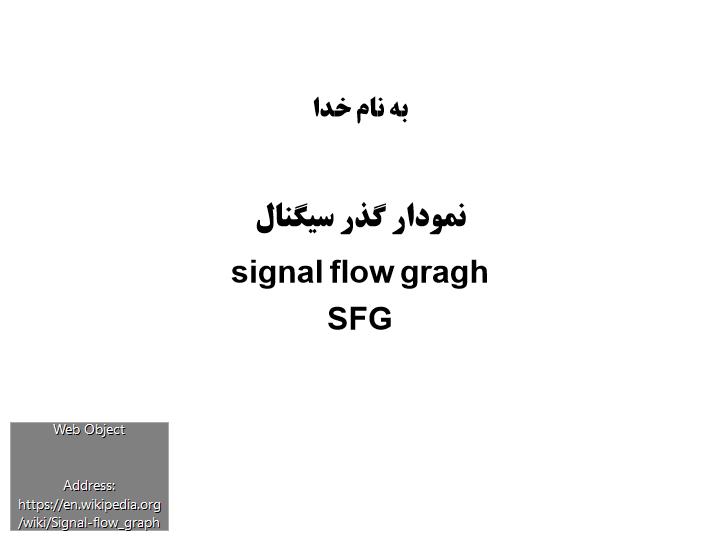 به نام خدا
نمودار گذر سیگنال
signal flow gragh
SFG
Web Object
Address:
https://en.wikipedia.org
/wiki/Signal-flow_graph